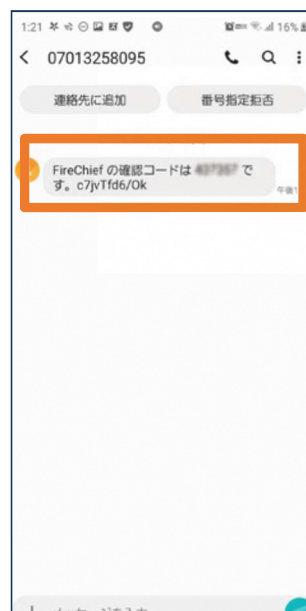 1:21 16%
07013258095
連絡先に追加 番号指定拒否
FireChief の確認コードは で
す。c7jvTfd6/Ok
午後1